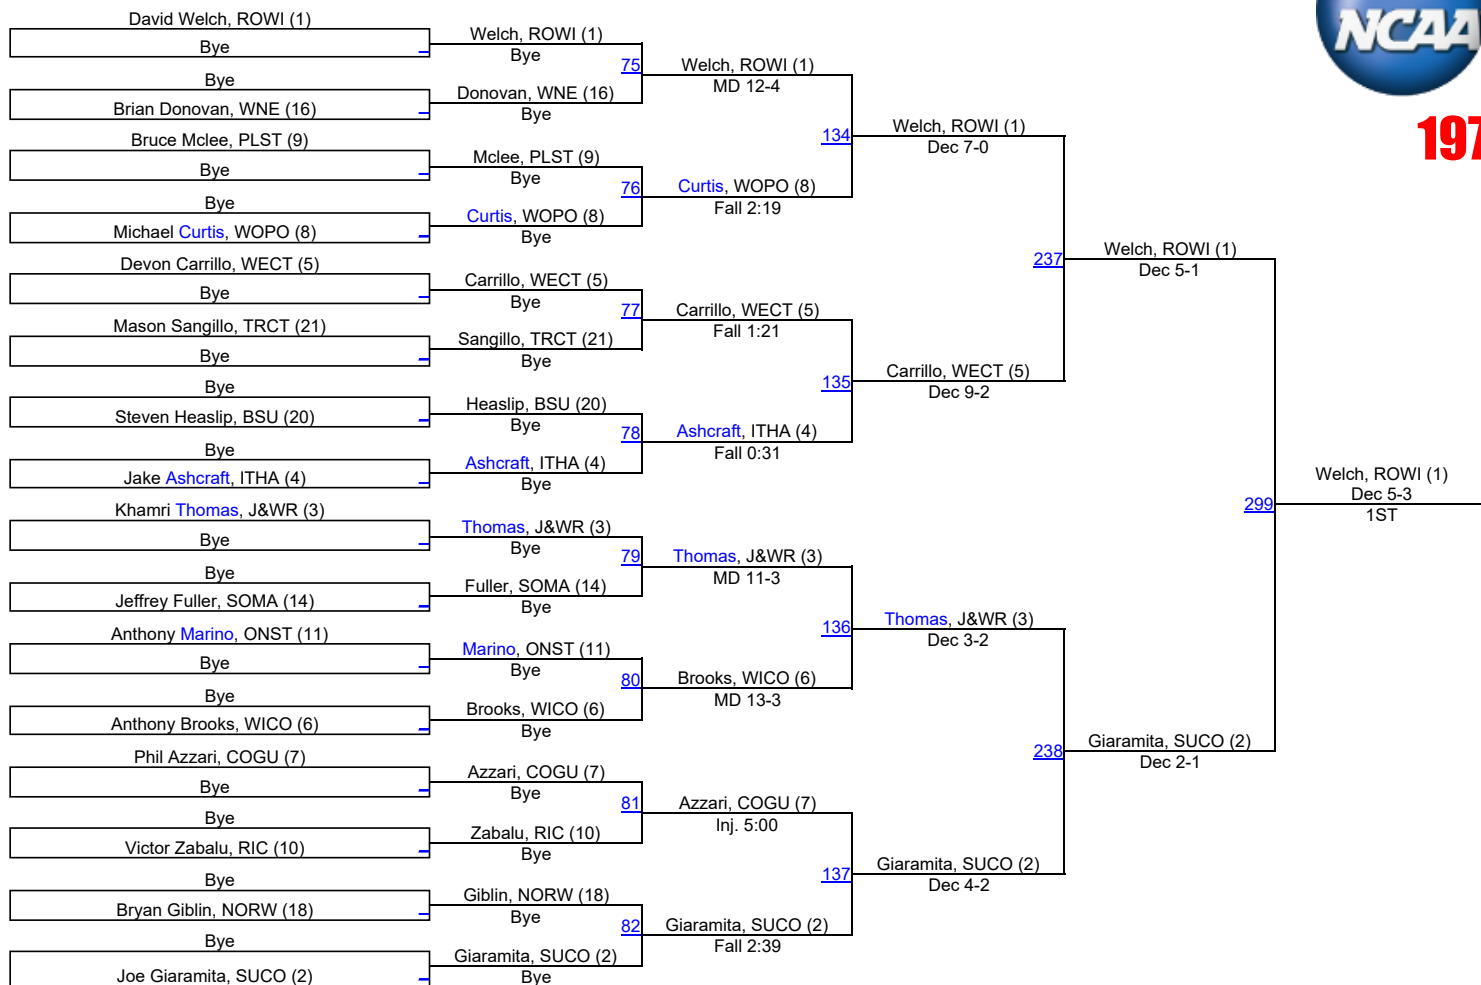 David Welch, ROWI (1)
Bye
Bye
Brian Donovan, WNE (16)
Bruce Mclee, PLST (9)
Bye
Bye
Michael Curtis, WOPO (8)
Devon Carrillo, WECT (5)
Bye
Mason Sangillo, TRCT (21)
Bye
Bye
Steven Heaslip, BSU (20)
Bye
Jake Ashcraft, ITHA (4)
Khamri Thomas, J&WR (3)
Bye
Bye
Jeffrey Fuller, SOMA (14)
Anthony Marino, ONST (11)
Bye
Bye
Anthony Brooks, WICO (6)
Phil Azzari, COGU (7)
Bye
Bye
Victor Zabalu, RIC (10)
Bye
Bryan Giblin, NORW (18)
Bye
Joe Giaramita, SUCO (2)
Welch, ROWI (1)
Bye
75
Donovan, WNE (16)
Bye
Mclee, PLST (9)
Bye
76
Curtis, WOPO (8)
Bye
Carrillo, WECT (5)
Bye
77
Sangillo, TRCT (21)
Bye
Heaslip, BSU (20)
Bye
78
Ashcraft, ITHA (4)
Bye
Thomas, J&WR (3)
Bye
79
Fuller, SOMA (14)
Bye
Marino, ONST (11)
Bye
80
Brooks, WICO (6)
Bye
Azzari, COGU (7)
Bye
81
Zabalu, RIC (10)
Bye
Giblin, NORW (18)
Bye
82
Giaramita, SUCO (2)
Bye
Welch, ROWI (1)
MD 12-4
134
Curtis, WOPO (8)
Fall 2:19
Carrillo, WECT (5)
Fall 1:21
135
Ashcraft, ITHA (4)
Fall 0:31
Thomas, J&WR (3)
MD 11-3
136
Brooks, WICO (6)
MD 13-3
Azzari, COGU (7)
Inj. 5:00
137
Giaramita, SUCO (2)
Fall 2:39
Welch, ROWI (1)
Dec 7-0
237
Carrillo, WECT (5)
Dec 9-2
Thomas, J&WR (3)
Dec 3-2
238
Giaramita, SUCO (2)
Dec 4-2
Welch, ROWI (1)
Dec 5-1
299
Giaramita, SUCO (2)
Dec 2-1
Welch, ROWI (1)
Dec 5-3
1ST
NCAA
197